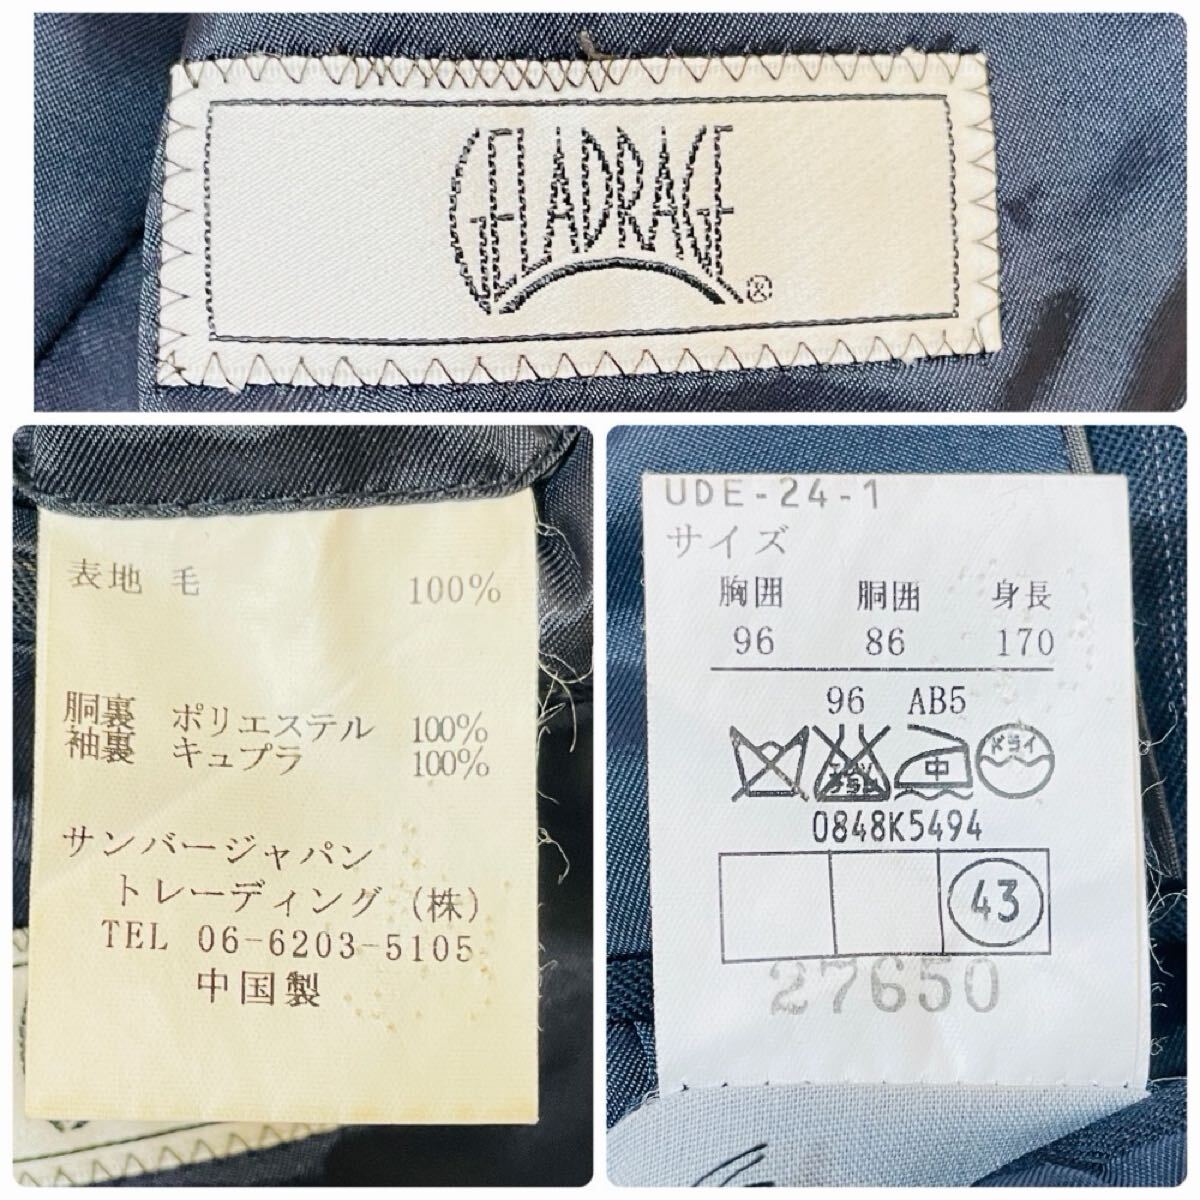 GELADRAGE
®
表地 毛 100%
胴裏 ポリエステル 100%
袖裏 キュプラ 100%
サンバージャパン
トレーディング（株）
TEL 06-6203-5105
中国製
UDE-24-1
サイズ
胸囲 胴囲 身長
96 86 170
96 AB5
中 ドライ
0848K5494
43
27650